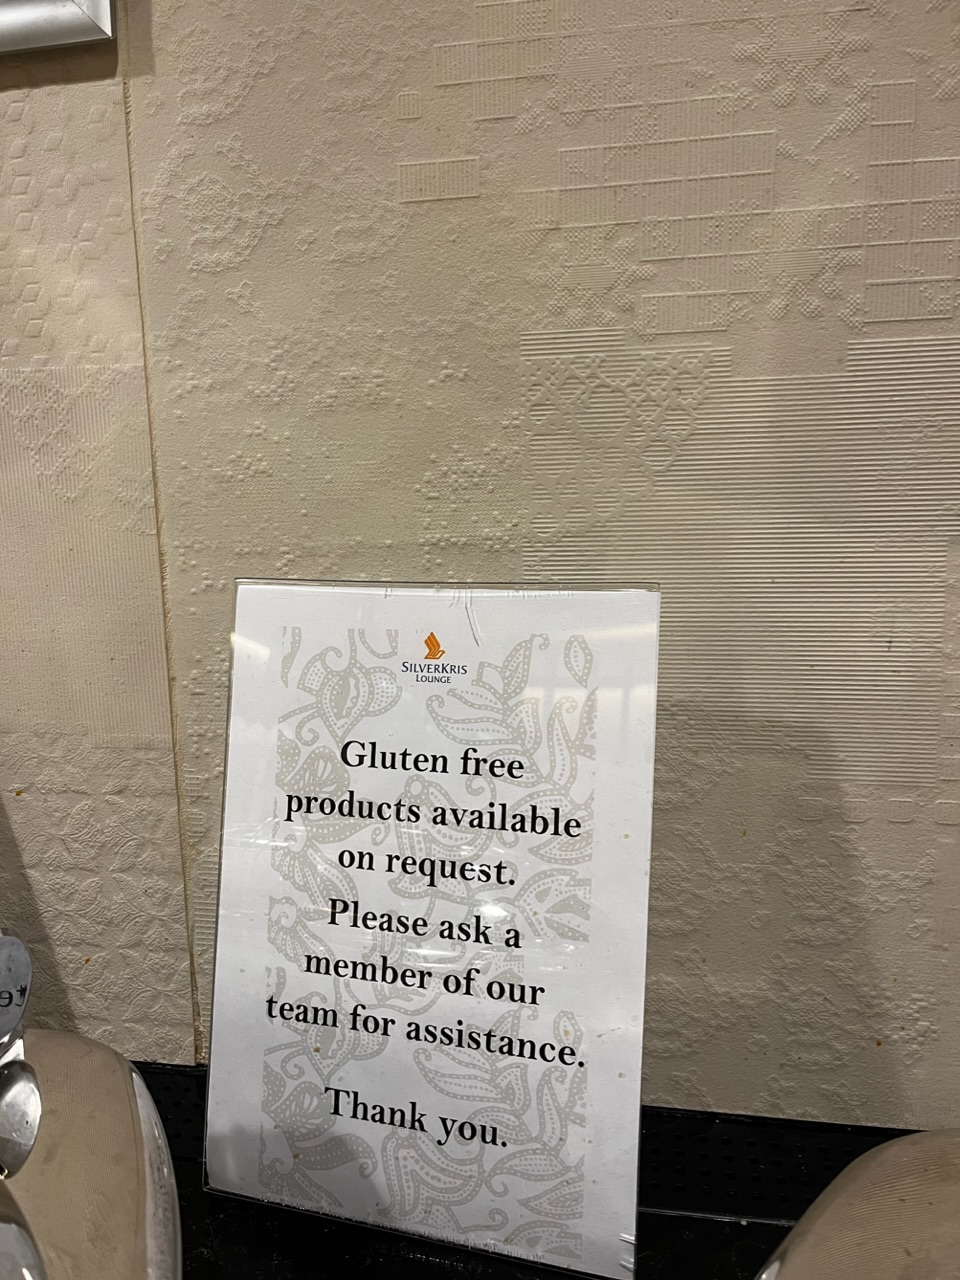 SILVERKRIS
LOUNGE
Gluten free
products available
on request.
Please ask a
member of our
team for assistance.
Thank you.